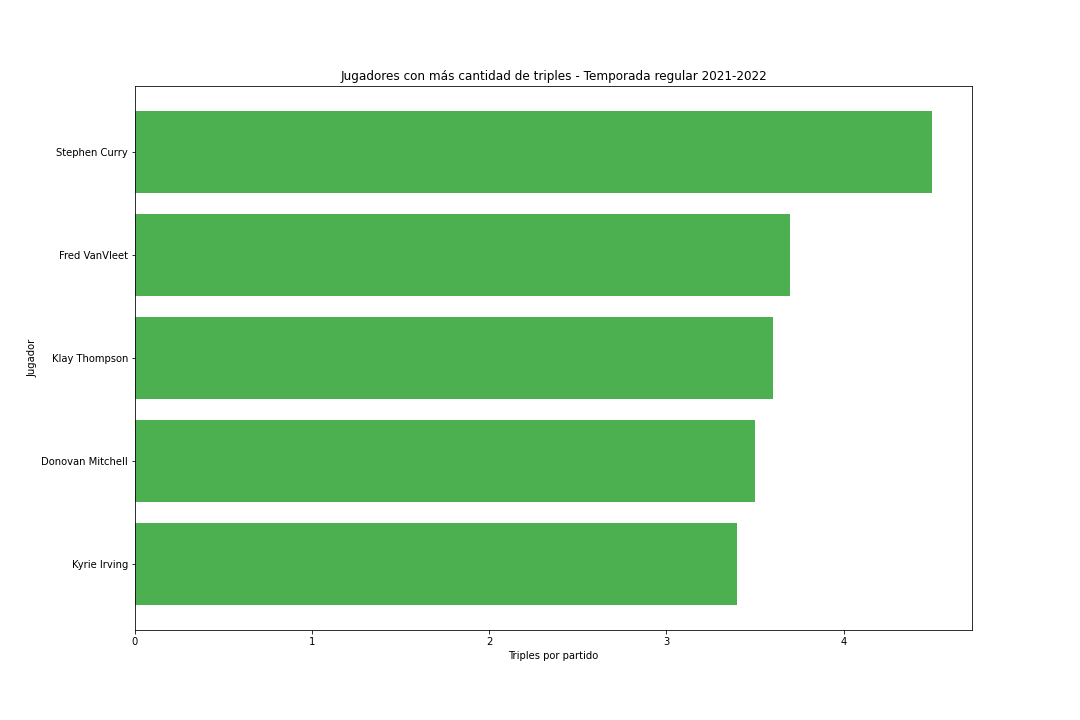 Jugadores con más cantidad de triples - Temporada regular 2021-2022
Jugador
Stephen Curry
Fred VanVleet
Klay Thompson
Donovan Mitchell
Kyrie Irving
0 1 2 3 4
Triples por partido